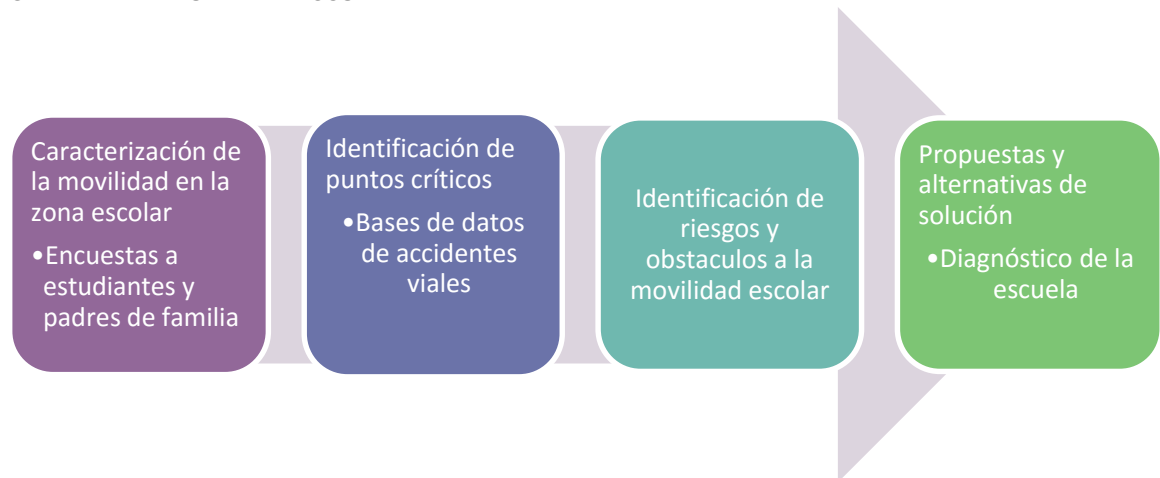 Caracterización de
la movilidad en la
zona escolar
•Encuestas a
estudiantes y
padres de familia
Identificación de
puntos críticos
•Bases de datos
de accidentes
viales
Identificación de
riesgos y
obstaculos a la
movilidad escolar
Propuestas y
alternativas de
solución
•Diagnóstico de la
escuela